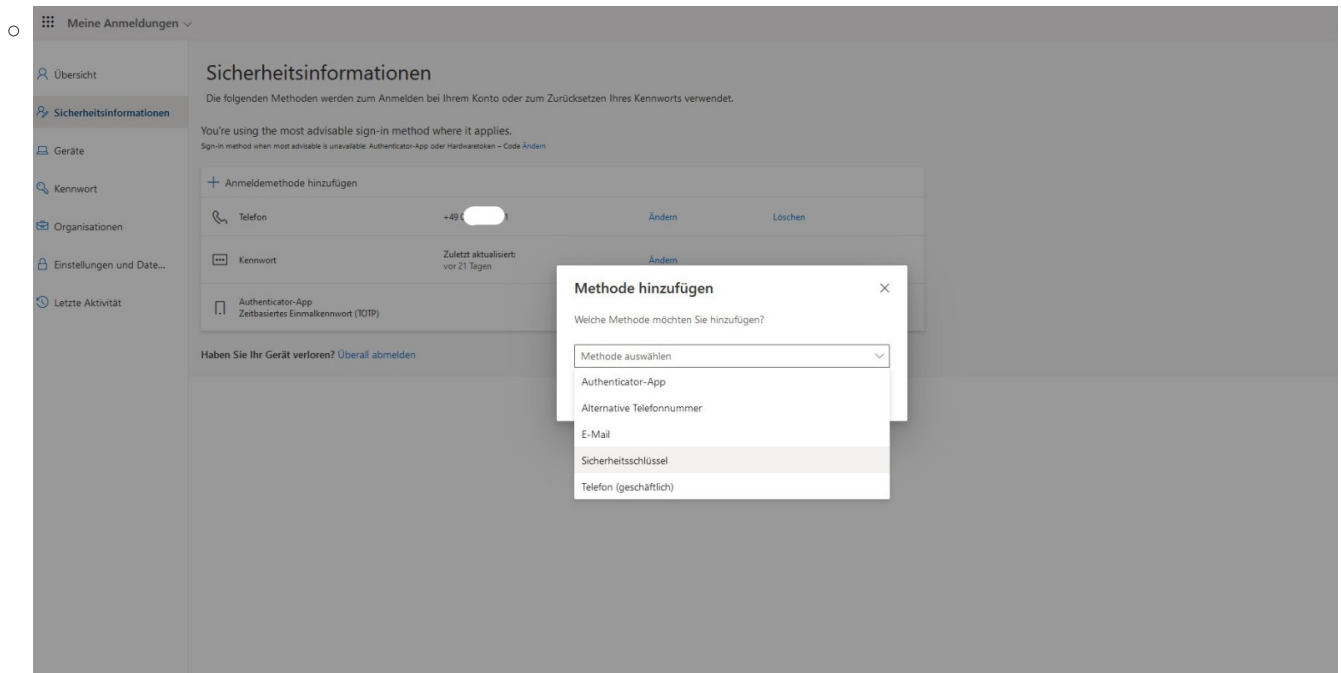 Meine Anmeldungen
Übersicht
Sicherheitsinformationen
Geräte
Kennwort
Organisationen
Einstellungen und Date...
Letzte Aktivität
Sicherheitsinformationen
Die folgenden Methoden werden zum Anmelden bei Ihrem Konto oder zum Zurücksetzen Ihres Kennworts verwendet.
You're using the most advisable sign-in method where it applies.
Sign-in method when most advisable is unavailable: Authenticator-App oder Hardwaretoken – Code Ändern
Anmeldemethode hinzufügen
Telefon +49 Ändern Löschen
Kennwort Zuletzt aktualisiert: Ändern
vor 21 Tagen
Authenticator-App
Zeitbasiertes Einmalkennwort (TOTP)
Haben Sie Ihr Gerät verloren? Überall abmelden
Methode hinzufügen
Welche Methode möchten Sie hinzufügen?
Methode auswählen
Authenticator-App
Alternative Telefonnummer
E-Mail
Sicherheitsschlüssel
Telefon (geschäftlich)